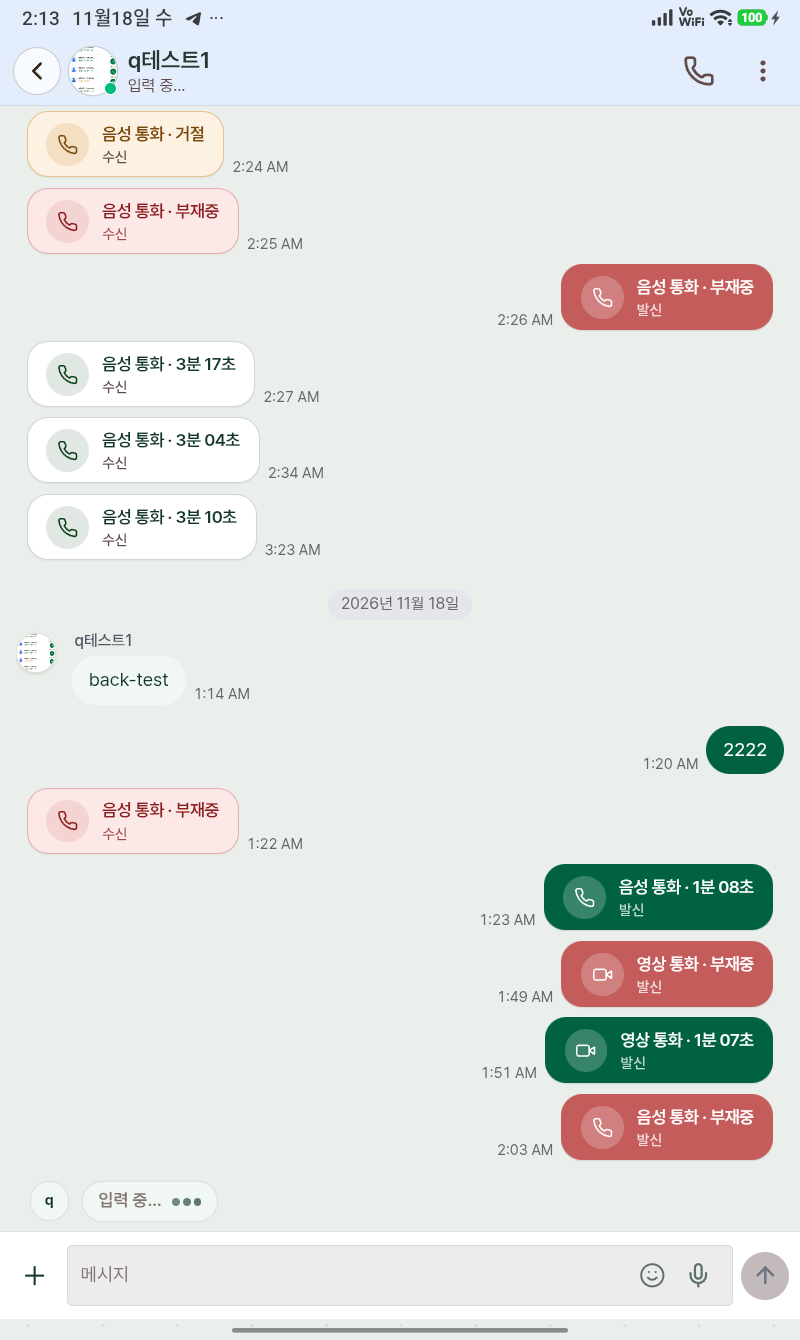 2:13 11월18일 수 ···
Vo WiFi 100
q테스트1
입력 중...
음성 통화 · 거절
수신
2:24 AM
음성 통화 · 부재중
수신
2:25 AM
음성 통화 · 부재중
발신
2:26 AM
음성 통화 · 3분 17초
수신
2:27 AM
음성 통화 · 3분 04초
수신
2:34 AM
음성 통화 · 3분 10초
수신
3:23 AM
2026년 11월 18일
q테스트1
back-test
1:14 AM
2222
1:20 AM
음성 통화 · 부재중
수신
1:22 AM
음성 통화 · 1분 08초
발신
1:23 AM
영상 통화 · 부재중
발신
1:49 AM
영상 통화 · 1분 07초
발신
1:51 AM
음성 통화 · 부재중
발신
2:03 AM
q
입력 중...
메시지